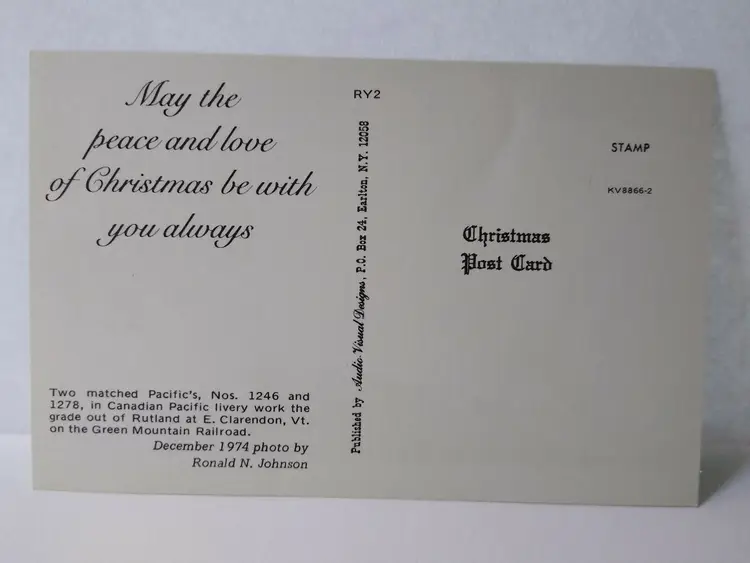 May the
peace and love
of Christmas be with
you always
Two matched Pacific's, Nos. 1246 and
1278, in Canadian Pacific livery work the
grade out of Rutland at E. Clarendon, Vt.
on the Green Mountain Railroad.
December 1974 photo by
Ronald N. Johnson
RY2
Published by Audio-Visual Designs, P.O. Box 24, Earlton, N.Y. 12058
STAMP
KV8866-2
Christmas
Post Card